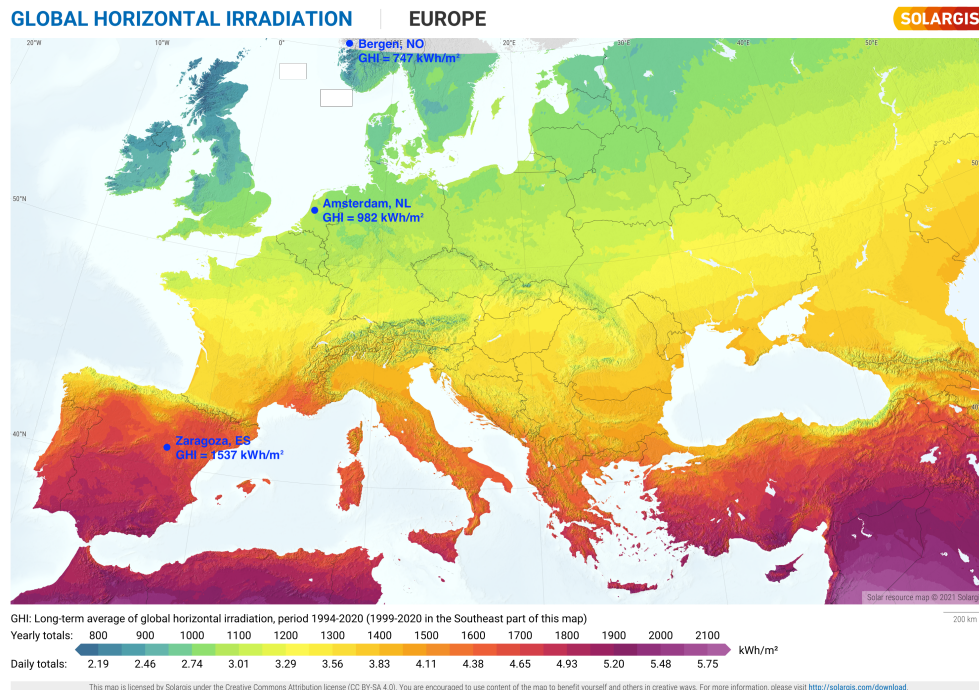 GLOBAL HORIZONTAL IRRADIATION | EUROPE
SOLARGIS
20°W 10°W 0° 20°E 30°E 40°E 50°E
Bergen, NO
GHI = 747 kWh/m²
50°
50°N
Amsterdam, NL
GHI = 982 kWh/m²
40°N
40
Zaragoza, ES
GHI = 1537 kWh/m²
Solar resource map © 2021 Solargi
GHI: Long-term average of global horizontal irradiation, period 1994-2020 (1999-2020 in the Southeast part of this map)
200 km
Yearly totals: 800 900 1000 1100 1200 1300 1400 1500 1600 1700 1800 1900 2000 2100
kWh/m²
Daily totals: 2.19 2.46 2.74 3.01 3.29 3.56 3.83 4.11 4.38 4.65 4.93 5.20 5.48 5.75
This map is licensed by Solargis under the Creative Commons Attribution license (CC BY-SA 4.0). You are encouraged to use content of the map to benefit yourself and others in creative ways. For more information, please visit http://solargis.com/download.